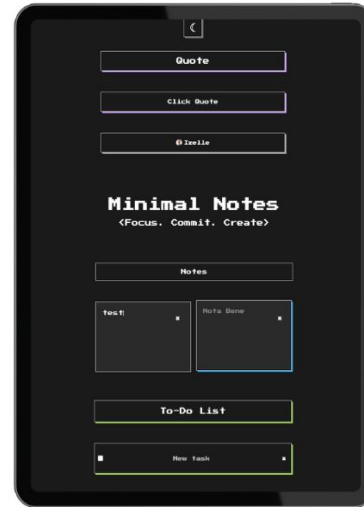 Quote
Click Quote
Izelle
Minimal Notes
<Focus. Commit. Create>
Notes
test
x
Nota Bene
x
To-Do List
New task
x